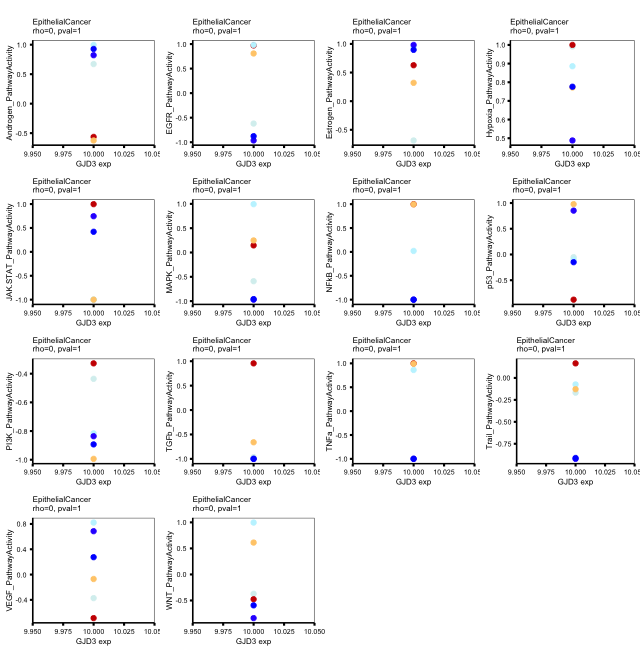 EpithelialCancer
rho=0, pval=1
Androgen_PathwayActivity
1.0
0.5
0.0
-0.5
9.950 9.975 10.000 10.025 10.05
GJD3 exp
EpithelialCancer
rho=0, pval=1
EGFR_PathwayActivity
1.0
0.5
0.0
-0.5
-1.0
9.950 9.975 10.000 10.025 10.05
GJD3 exp
EpithelialCancer
rho=0, pval=1
Estrogen_PathwayActivity
1.0
0.5
0.0
-0.5
9.950 9.975 10.000 10.025 10.05
GJD3 exp
EpithelialCancer
rho=0, pval=1
Hypoxia_PathwayActivity
1.0
0.9
0.8
0.7
0.6
0.5
9.950 9.975 10.000 10.025 10.05
GJD3 exp
EpithelialCancer
rho=0, pval=1
JAK.STAT_PathwayActivity
1.0
0.5
0.0
-0.5
-1.0
9.950 9.975 10.000 10.025 10.05
GJD3 exp
EpithelialCancer
rho=0, pval=1
MAPK_PathwayActivity
1.0
0.5
0.0
-0.5
-1.0
9.950 9.975 10.000 10.025 10.05
GJD3 exp
EpithelialCancer
rho=0, pval=1
NFkB_PathwayActivity
1.0
0.5
0.0
-0.5
-1.0
9.950 9.975 10.000 10.025 10.05
GJD3 exp
EpithelialCancer
rho=0, pval=1
p53_PathwayActivity
1.0
0.5
0.0
-0.5
9.950 9.975 10.000 10.025 10.05
GJD3 exp
EpithelialCancer
rho=0, pval=1
PI3K_PathwayActivity
-0.4
-0.6
-0.8
-1.0
9.950 9.975 10.000 10.025 10.05
GJD3 exp
EpithelialCancer
rho=0, pval=1
TGFb_PathwayActivity
1.0
0.5
0.0
-0.5
-1.0
9.950 9.975 10.000 10.025 10.05
GJD3 exp
EpithelialCancer
rho=0, pval=1
TNFa_PathwayActivity
1.0
0.5
0.0
-0.5
-1.0
9.950 9.975 10.000 10.025 10.05
GJD3 exp
EpithelialCancer
rho=0, pval=1
Trail_PathwayActivity
0.00
-0.25
-0.50
-0.75
9.950 9.975 10.000 10.025 10.05
GJD3 exp
EpithelialCancer
rho=0, pval=1
VEGF_PathwayActivity
0.8
0.4
0.0
-0.4
9.950 9.975 10.000 10.025 10.05
GJD3 exp
EpithelialCancer
rho=0, pval=1
WNT_PathwayActivity
1.0
0.5
0.0
-0.5
9.950 9.975 10.000 10.025 10.050
GJD3 exp